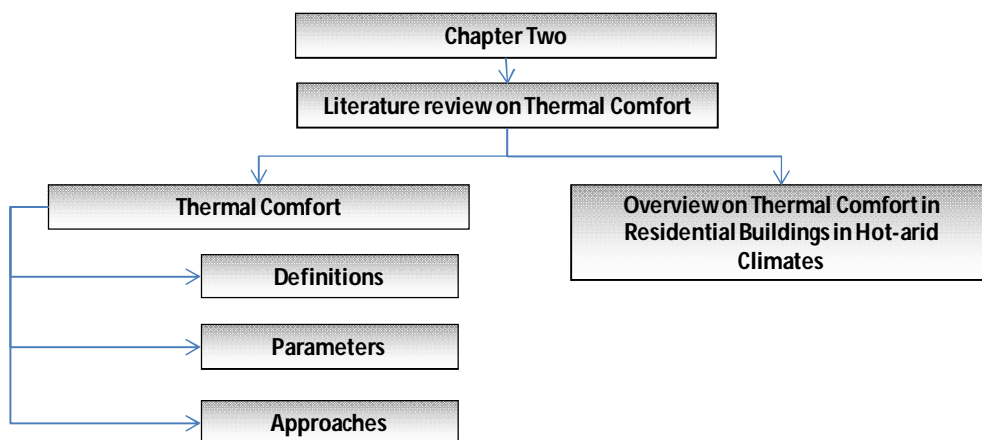 Chapter Two
Literature review on Thermal Comfort
Thermal Comfort
Definitions
Parameters
Approaches
Overview on Thermal Comfort in
Residential Buildings in Hot-arid
Climates